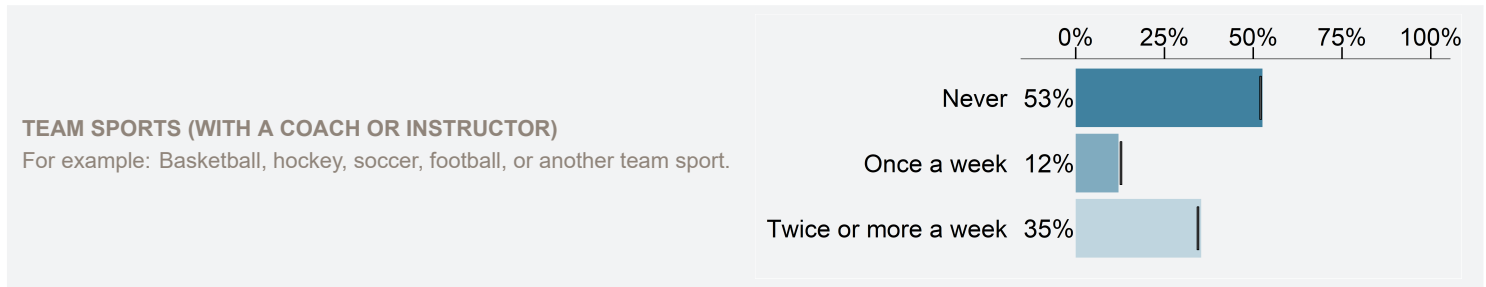 0% 25% 50% 75% 100%
Never 53%
TEAM SPORTS (WITH A COACH OR INSTRUCTOR)
For example: Basketball, hockey, soccer, football, or another team sport.
Once a week 12%
Twice or more a week 35%